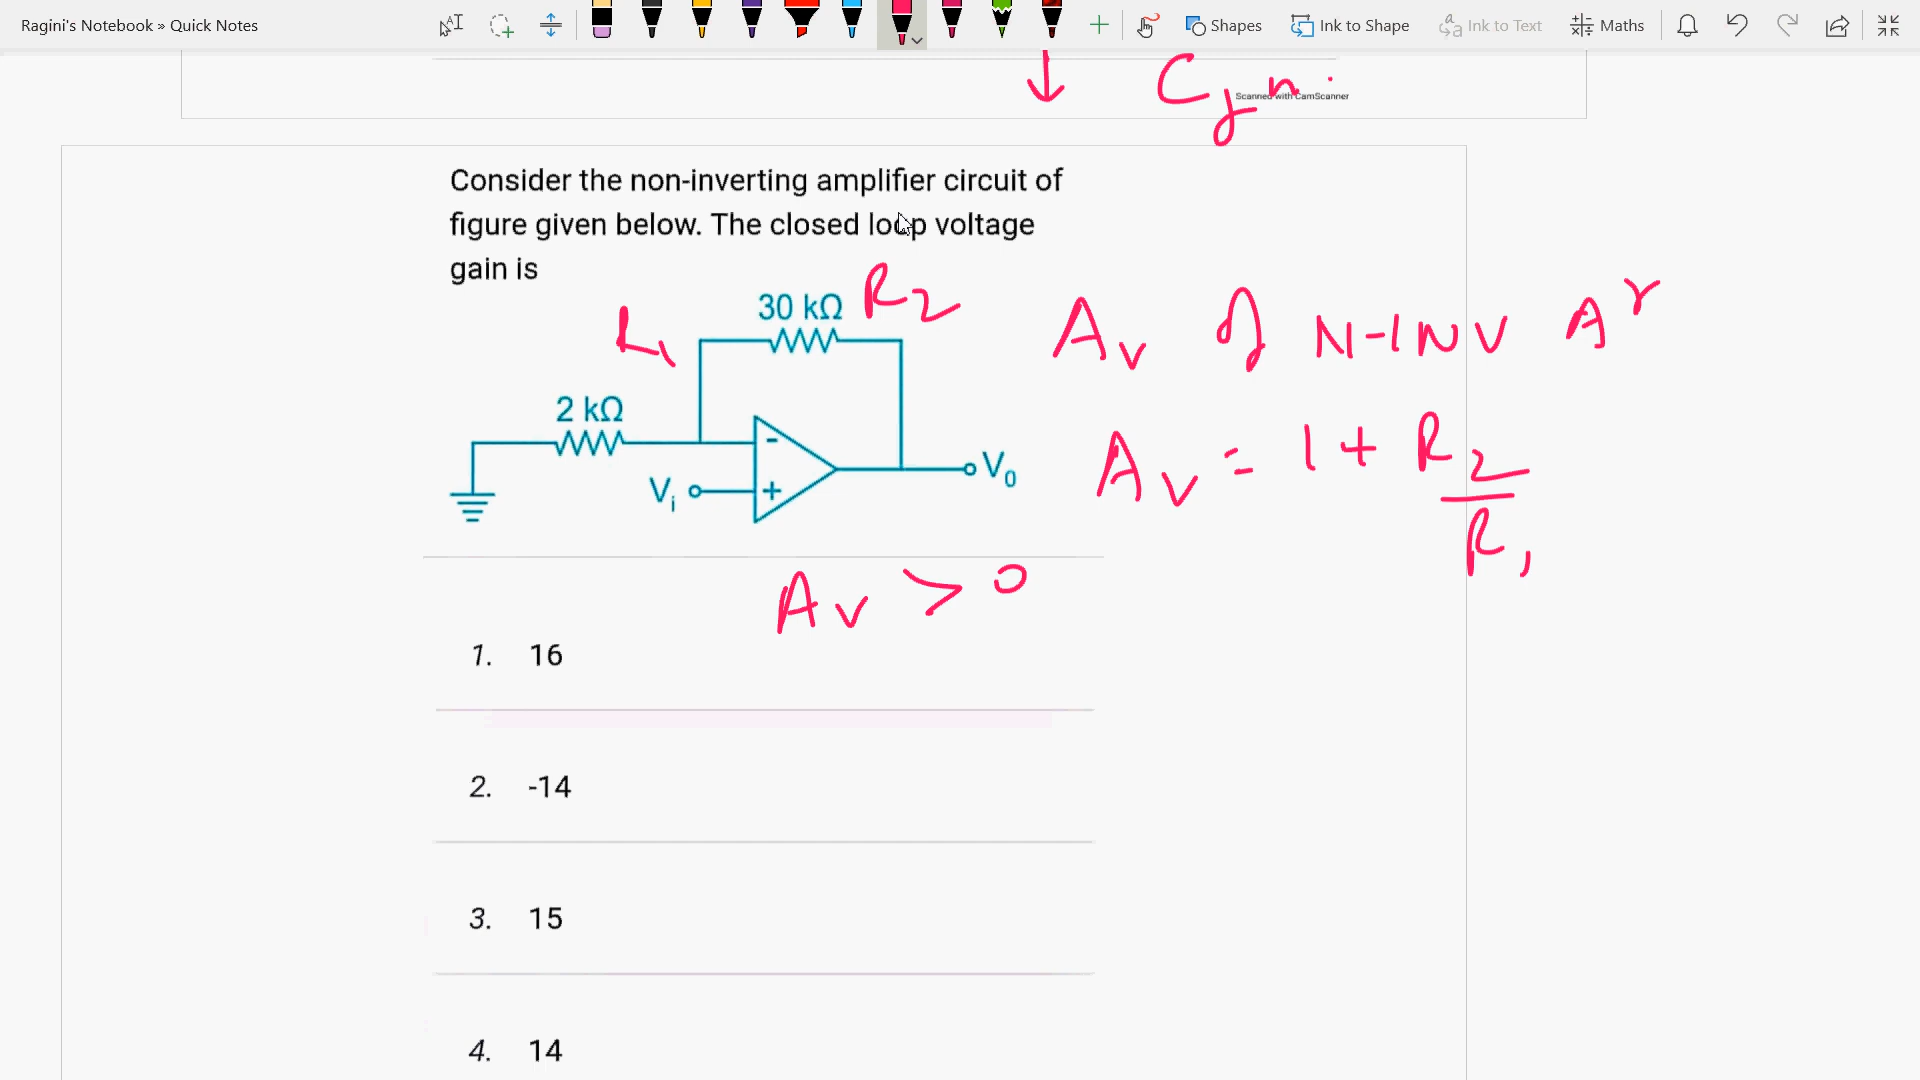 Ragini's Notebook » Quick Notes
Shapes
Ink to Shape
Ink to Text
Maths
Scanned with CamScanner
Consider the non-inverting amplifier circuit of
figure given below. The closed loop voltage
gain is
30 kΩ R2
R1
2 kΩ
Vi
-
+
V0
Av of N-INV Ar
Av = 1 + R2
R1
Av > 0
1. 16
2. -14
3. 15
4. 14